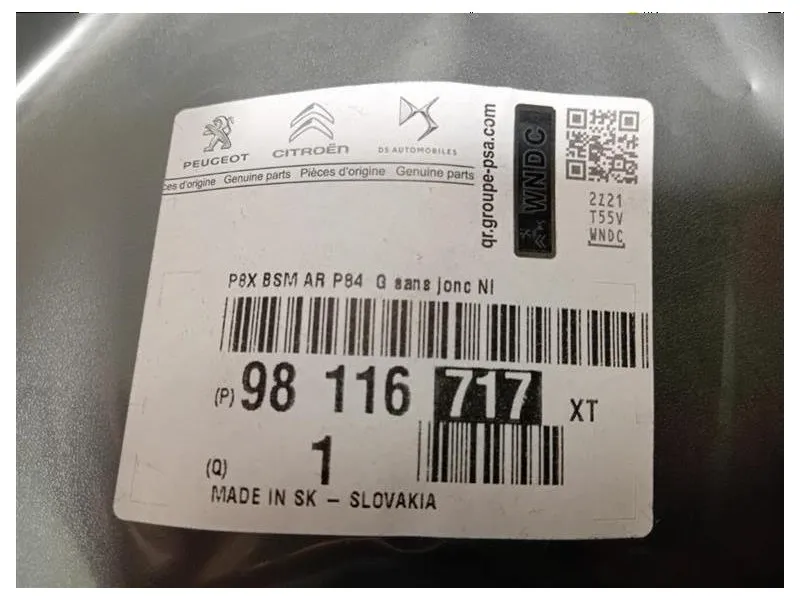 PEUGEOT
CITROËN
DS AUTOMOBILES
ces d'origine Genuine parts Pièces d'origine Genuine parts
qr.groupe-psa.com
WNDC
2Z21
T55V
WNDC
P8X BSM AR P84 G sans jonc NI
(P) 98 116 717 XT
(Q) 1
MADE IN SK – SLOVAKIA